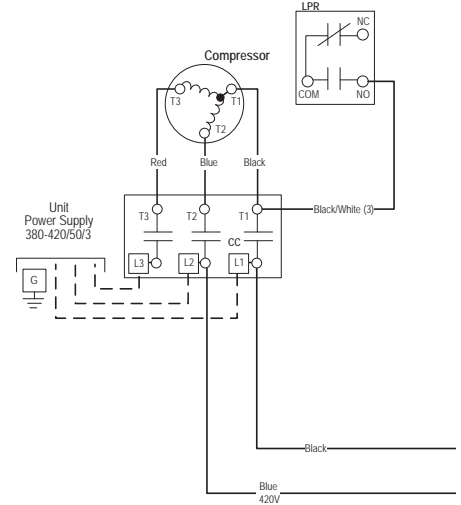 LPR
NC
COM
NO
Compressor
T3
T1
T2
Red
Blue
Black
Unit
Power Supply
380-420/50/3
T3
T2
T1
Black/White (3)
CC
L3
L2
L1
G
Black
Blue
420V